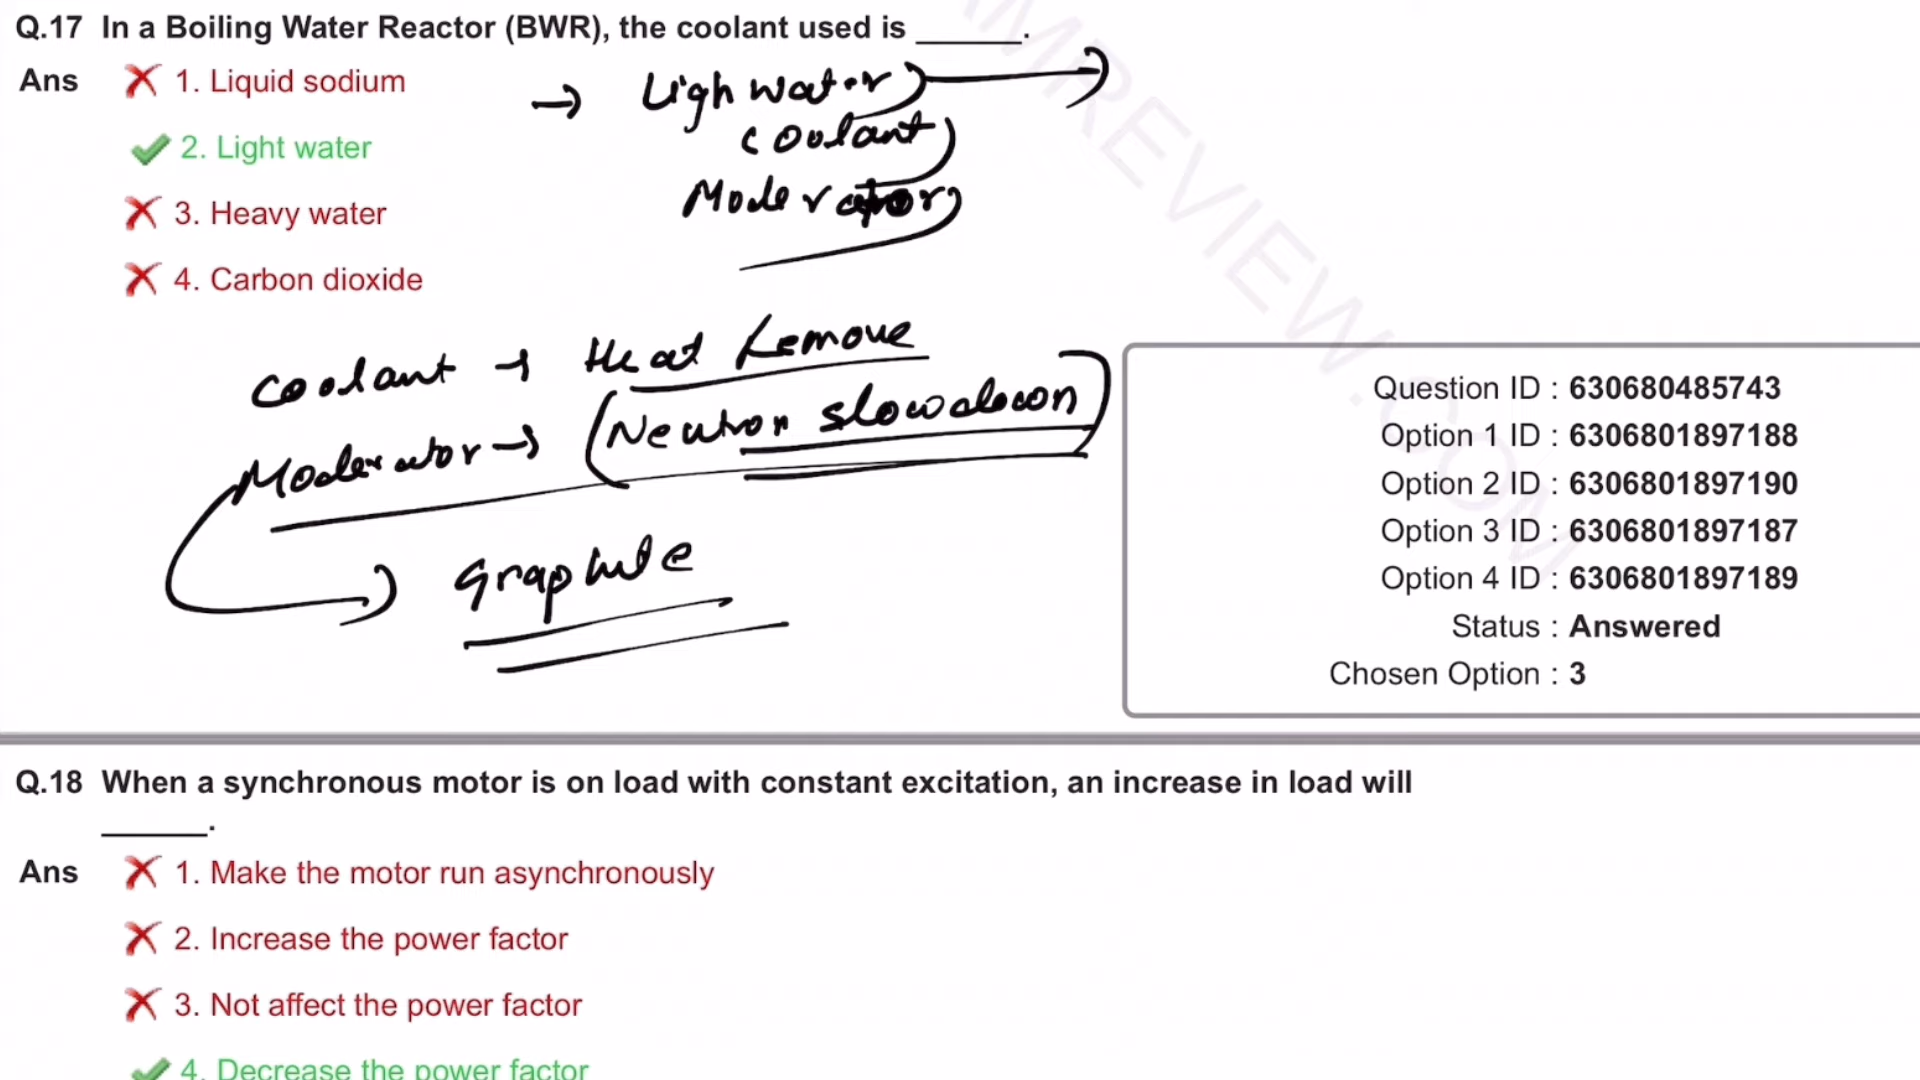 Q.17 In a Boiling Water Reactor (BWR), the coolant used is ______.
Ans 1. Liquid sodium
2. Light water
3. Heavy water
4. Carbon dioxide
→ Ligh water
coolant
Moderator
coolant → Heat Remove
Moderator → (Neutron slowdown)
Graphite
Question ID : 630680485743
Option 1 ID : 6306801897188
Option 2 ID : 6306801897190
Option 3 ID : 6306801897187
Option 4 ID : 6306801897189
Status : Answered
Chosen Option : 3
Q.18 When a synchronous motor is on load with constant excitation, an increase in load will
______.
Ans 1. Make the motor run asynchronously
2. Increase the power factor
3. Not affect the power factor
4. Decrease the power factor
AMREVIEW.COM